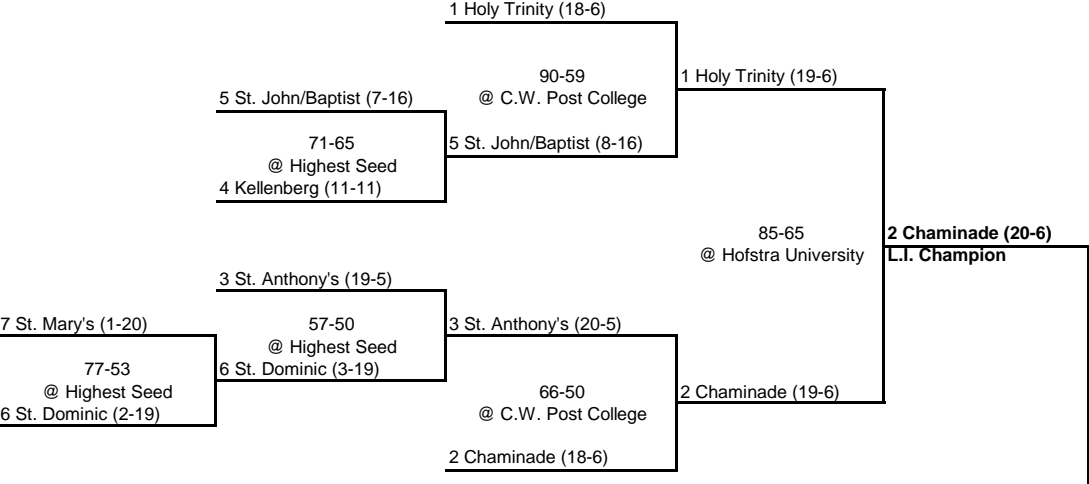 1 Holy Trinity (18-6)
90-59
@ C.W. Post College
1 Holy Trinity (19-6)
5 St. John/Baptist (7-16)
71-65
@ Highest Seed
5 St. John/Baptist (8-16)
4 Kellenberg (11-11)
85-65
@ Hofstra University
2 Chaminade (20-6)
L.I. Champion
3 St. Anthony's (19-5)
7 St. Mary's (1-20)
57-50
@ Highest Seed
3 St. Anthony's (20-5)
77-53
@ Highest Seed
6 St. Dominic (3-19)
6 St. Dominic (2-19)
66-50
@ C.W. Post College
2 Chaminade (19-6)
2 Chaminade (18-6)